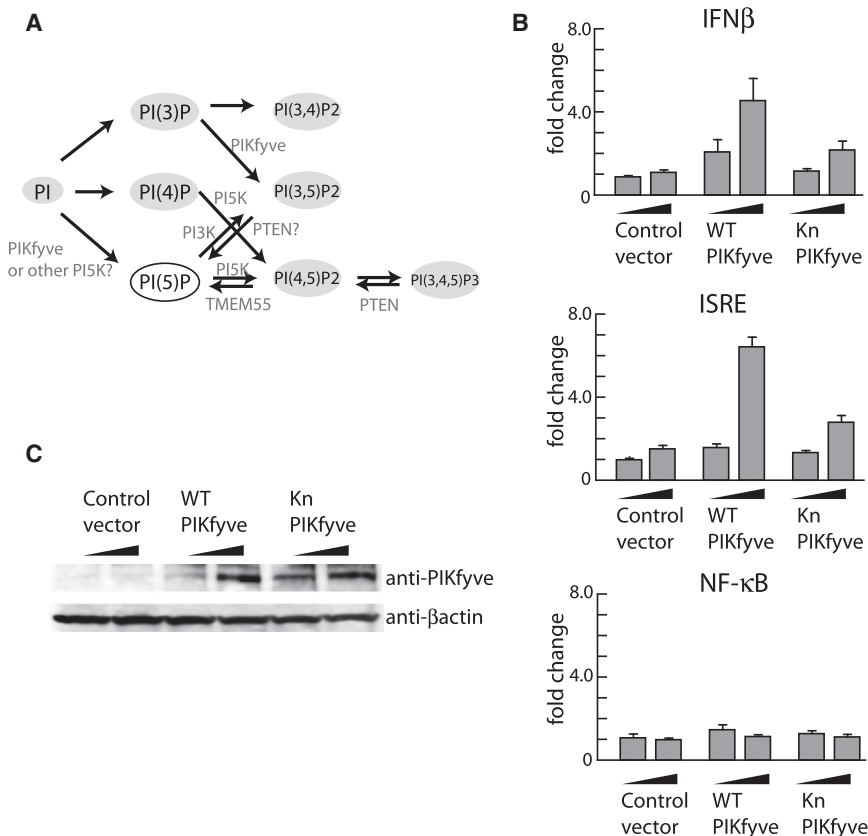 A
PI
PI(3)P
PI(3,4)P2
PIKfyve
PI(4)P
PI5K
PI(3,5)P2
PI3K
PTEN?
PIKfyve
or other PI5K?
PI(5)P
PI5K
TMEM55
PI(4,5)P2
PTEN
PI(3,4,5)P3
B
IFNβ
fold change
8.0
4.0
0
Control
vector
WT
PIKfyve
Kn
PIKfyve
ISRE
fold change
8.0
4.0
0
Control
vector
WT
PIKfyve
Kn
PIKfyve
NF-κB
fold change
8.0
4.0
0
Control
vector
WT
PIKfyve
Kn
PIKfyve
C
Control
vector
WT
PIKfyve
Kn
PIKfyve
anti-PIKfyve
anti-βactin